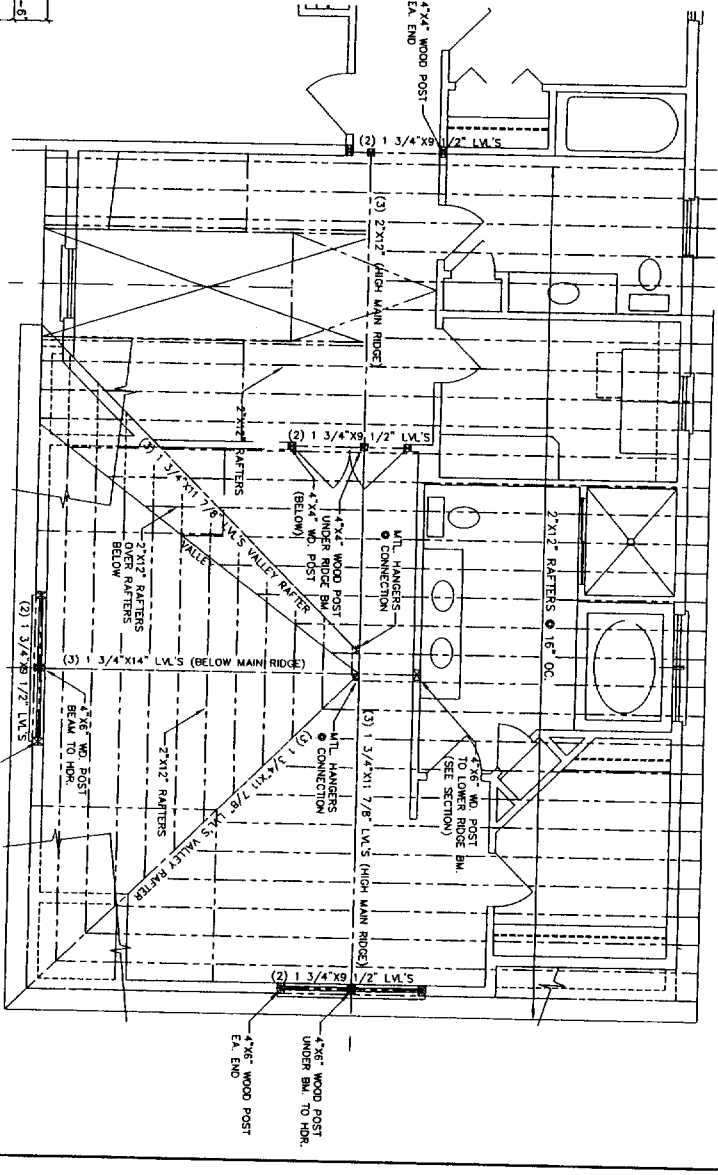 -6"
4"X4" WOOD POST
EA. END
(2) 1 3/4"X9 1/2" LVL'S
(3) 2"X12" (HIGH MAIN RIDGE)
2"X12" RAFTERS
(2) 1 3/4"X9 1/2" LVL'S
4"X4" WOOD POST
UNDER RIDGE BM
4"X4" WD. POST
(BELOW)
MTL. HANGERS
@ CONNECTION
2"X12" RAFTERS @ 16" OC.
(3) 1 3/4"X11 7/8" LVL'S VALLEY RAFTER
VALLE
2"X12" RAFTERS
OVER RAFTERS
BELOW
(3) 1 3/4"X14" LVL'S (BELOW MAIN RIDGE)
(2) 1 3/4"X9 1/2" LVL'S
4"X6" WD. POST
BEAM TO HDR.
2"X12" RAFTERS
MTL. HANGERS
@ CONNECTION
(3) 1 3/4"X11 7/8" LVL'S VALLEY RAFTER
(3) 1 3/4"X11 7/8" LVL'S (HIGH MAIN RIDGE)
4"X6" WD. POST
TO LOWER RIDGE BM.
(SEE SECTION)
(2) 1 3/4"X9 1/2" LVL'S
4"X6" WOOD POST
UNDER BM. TO HDR.
4"X6" WOOD POST
EA. END